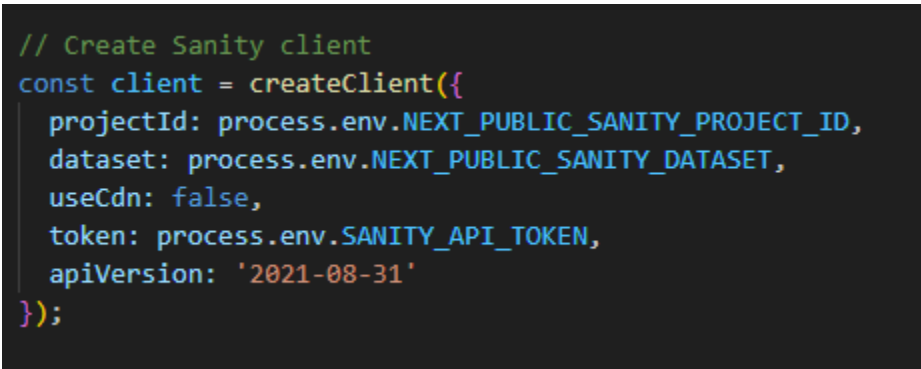 // Create Sanity client
const client = createClient({
  projectId: process.env.NEXT_PUBLIC_SANITY_PROJECT_ID,
  dataset: process.env.NEXT_PUBLIC_SANITY_DATASET,
  useCdn: false,
  token: process.env.SANITY_API_TOKEN,
  apiVersion: '2021-08-31'
});